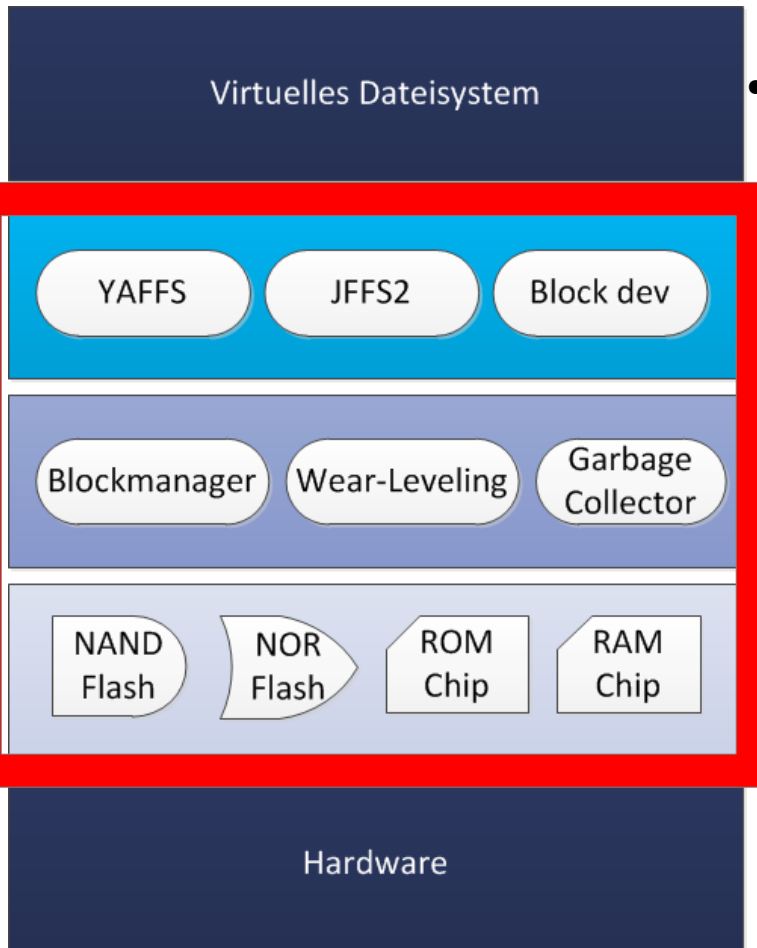 Virtuelles Dateisystem
YAFFS
JFFS2
Block dev
Blockmanager
Wear-Leveling
Garbage
Collector
NAND
Flash
NOR
Flash
ROM
Chip
RAM
Chip
Hardware